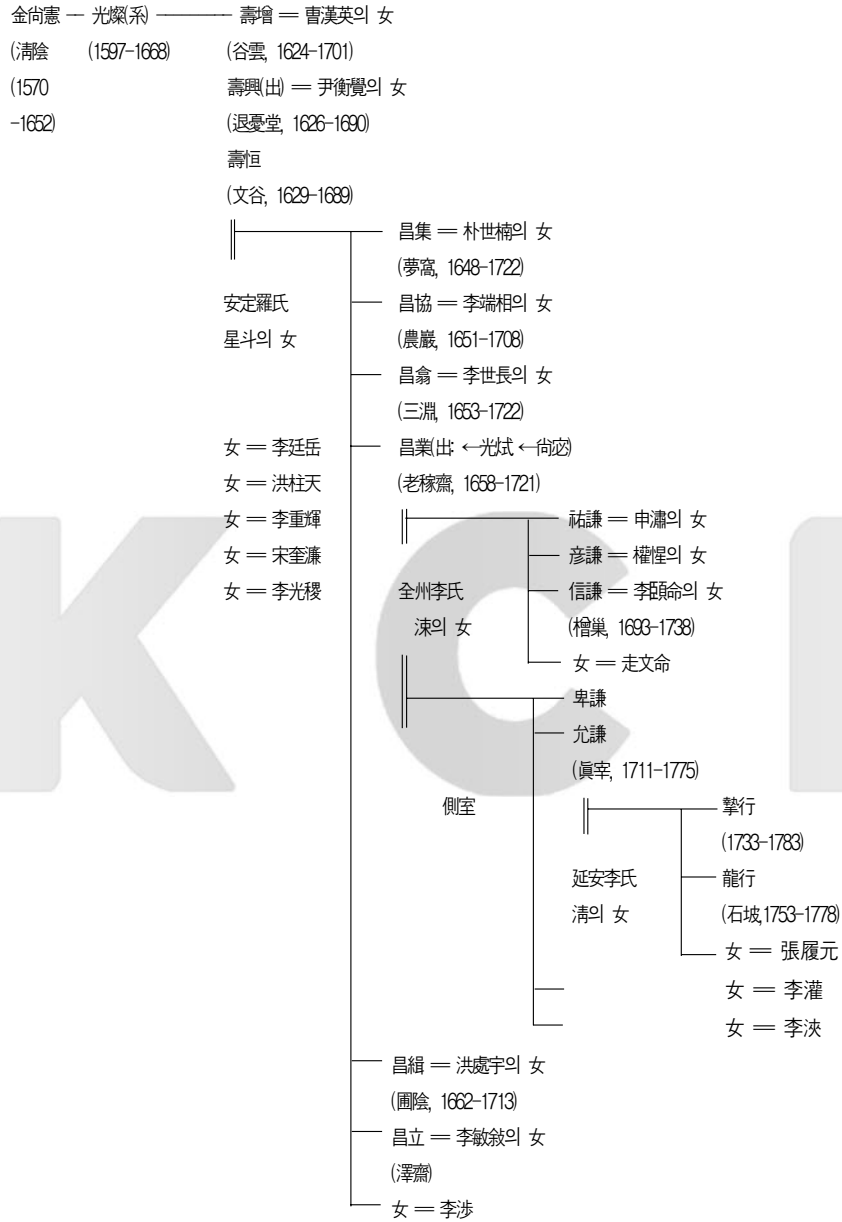 金尙憲 ─ 光燦(系) ───── 壽增 == 曺漢英의 女
(淸陰 (1597-1668) (谷雲, 1624-1701)
(1570 壽興(出) == 尹衡覺의 女
-1652) (退憂堂, 1626-1690)
壽恒
(文谷, 1629-1689)
昌集 == 朴世楠의 女
(夢窩, 1648-1722)
安定羅氏 昌協 == 李端相의 女
星斗의 女 (農巖, 1651-1708)
昌翕 == 李世長의 女
(三淵, 1653-1722)
女 == 李廷岳 昌業(出: ←光烒 ←尙宓)
女 == 洪柱天 (老稼齋, 1658-1721)
女 == 李重輝 祐謙 == 申潚의 女
女 == 宋奎濂 彦謙 == 權惺의 女
女 == 李光稷 全州李氏 信謙 == 李頤命의 女
涑의 女 (橧巢, 1693-1738)
女 == 走文命
卑謙
允謙
(眞宰, 1711-1775)
側室 摯行
(1733-1783)
延安李氏 龍行
淸의 女 (石坡,1753-1778)
女 == 張履元
女 == 李灌
女 == 李浹
昌緝 == 洪處宇의 女
(圃陰, 1662-1713)
昌立 == 李敏敍의 女
(澤齋)
女 == 李涉
KCI